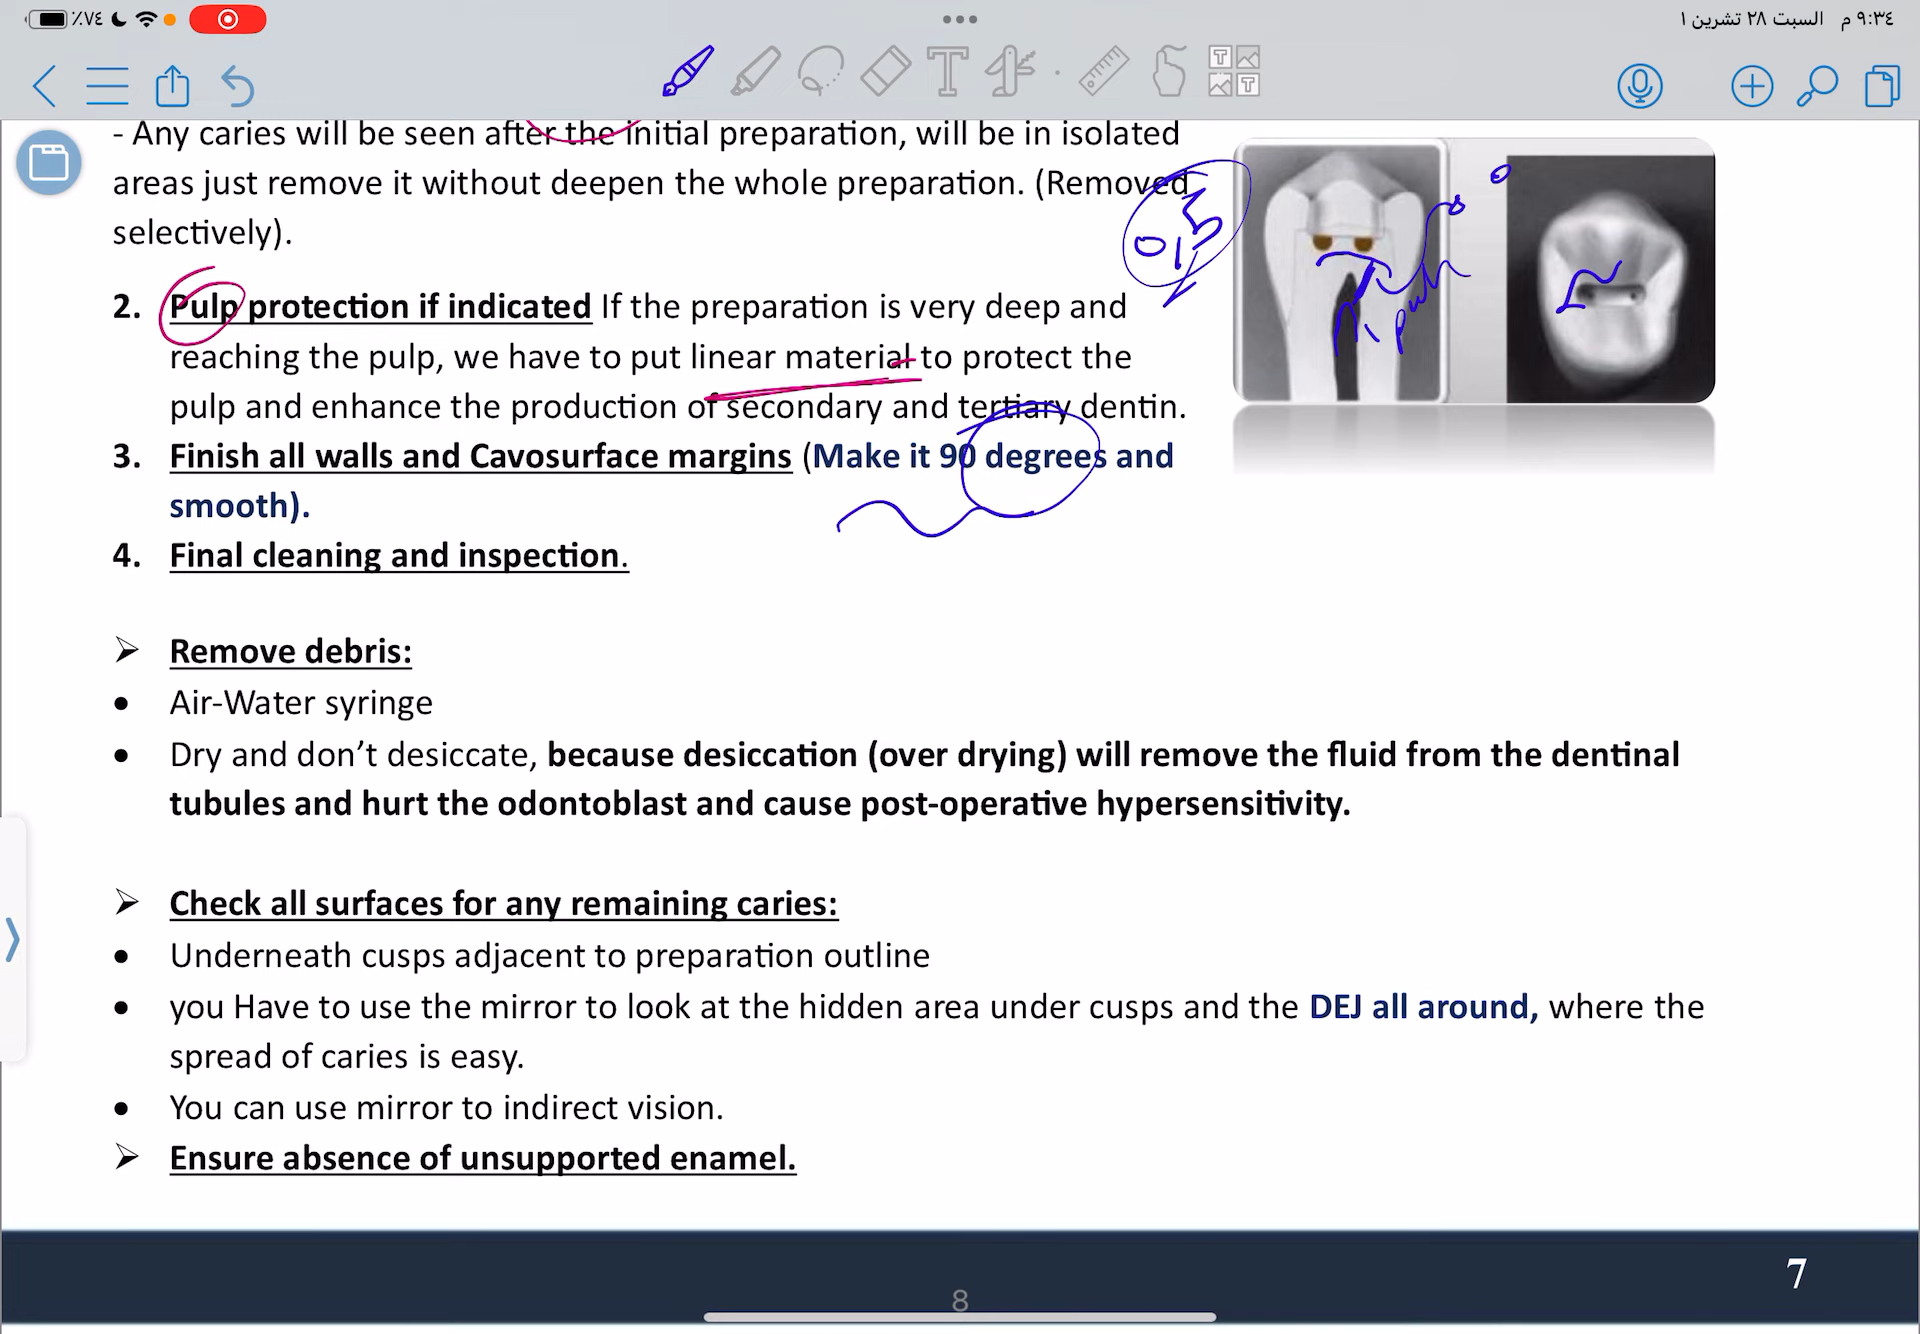 ٪٧٤
٩:٣٤ م السبت ٢٨ تشرين ١
- Any caries will be seen after the initial preparation, will be in isolated
areas just remove it without deepen the whole preparation. (Removed
selectively).
0,5
pulp
2. Pulp protection if indicated If the preparation is very deep and
reaching the pulp, we have to put linear material to protect the
pulp and enhance the production of secondary and tertiary dentin.
3. Finish all walls and Cavosurface margins (Make it 90 degrees and
smooth).
4. Final cleaning and inspection.
➢ Remove debris:
• Air-Water syringe
• Dry and don’t desiccate, because desiccation (over drying) will remove the fluid from the dentinal
tubules and hurt the odontoblast and cause post-operative hypersensitivity.
➢ Check all surfaces for any remaining caries:
• Underneath cusps adjacent to preparation outline
• you Have to use the mirror to look at the hidden area under cusps and the DEJ all around, where the
spread of caries is easy.
• You can use mirror to indirect vision.
➢ Ensure absence of unsupported enamel.
7
8